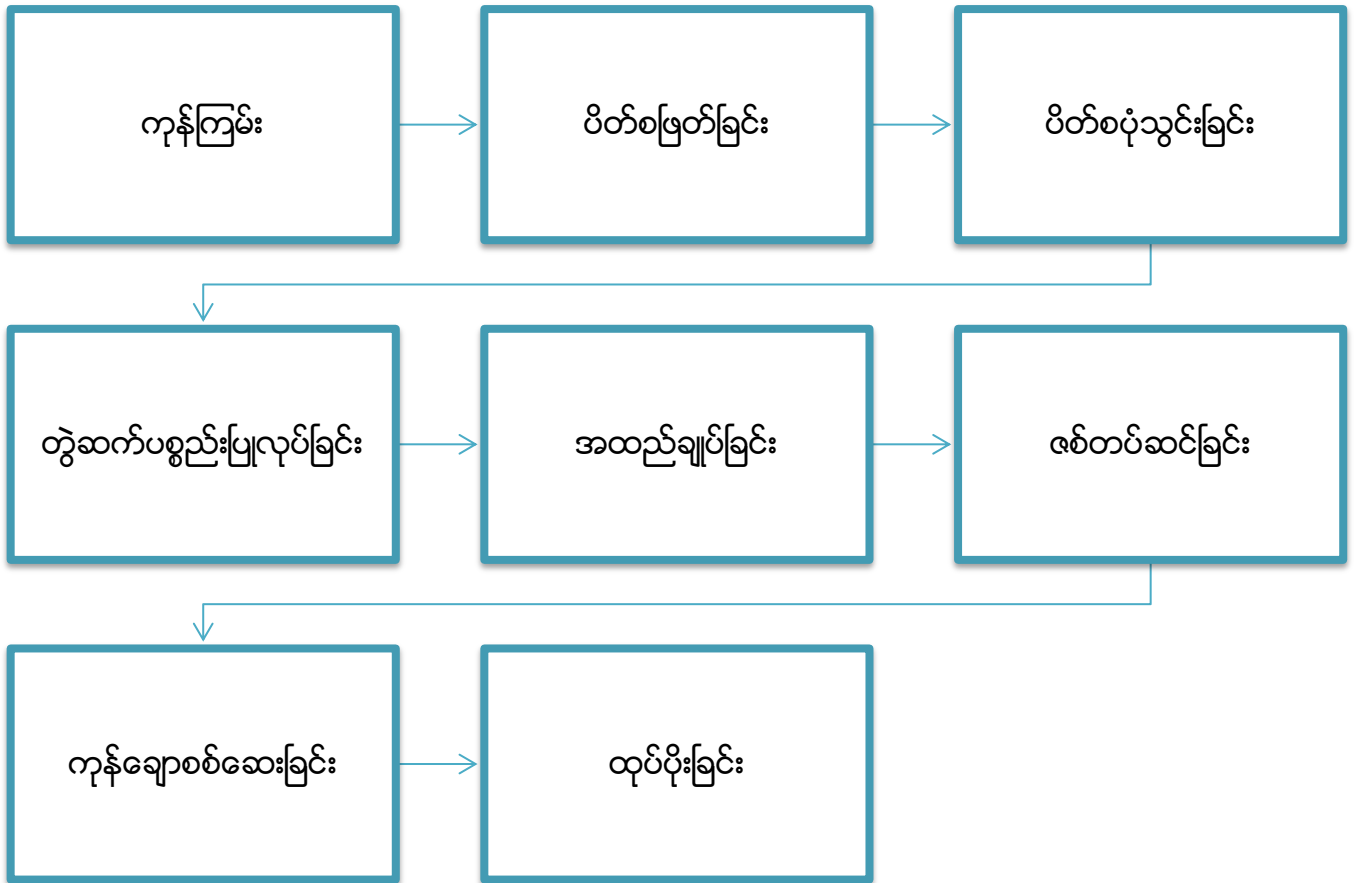 ကုန်ကြမ်း
ပိတ်စဖြတ်ခြင်း
ပိတ်စပုံသွင်းခြင်း
တွဲဆက်ပစ္စည်းပြုလုပ်ခြင်း
အထည်ချုပ်ခြင်း
ဇစ်တပ်ဆင်ခြင်း
ကုန်ချောစစ်ဆေးခြင်း
ထုပ်ပိုးခြင်း